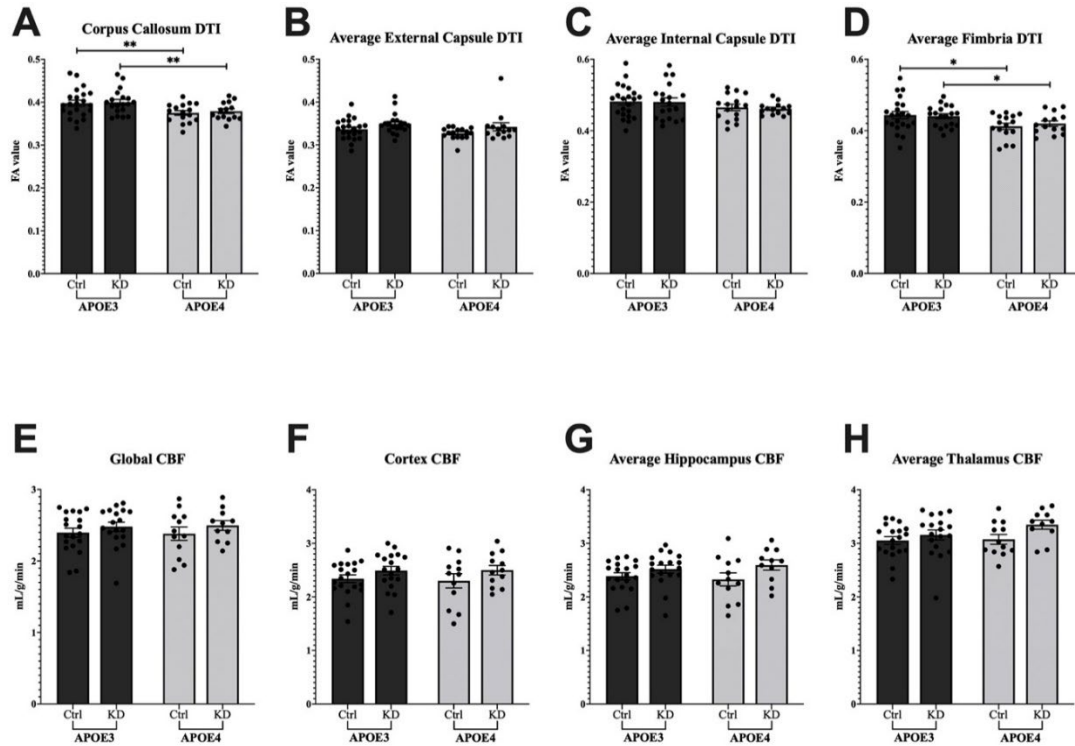 A
Corpus Callosum DTI
**
**
FA value
0.5
0.4
0.3
0.2
0.1
0.0
Ctrl
KD
Ctrl
KD
APOE3
APOE4
B
Average External Capsule DTI
0.5
0.4
0.3
0.2
0.1
0.0
Ctrl
KD
Ctrl
KD
APOE3
APOE4
C
Average Internal Capsule DTI
FA value
0.6
0.4
0.2
0.0
Ctrl
KD
Ctrl
KD
APOE3
APOE4
D
Average Fimbria DTI
*
*
FA value
0.6
0.4
0.2
0.0
Ctrl
KD
Ctrl
KD
APOE3
APOE4
E
Global CBF
mL/g/min
3
2
1
0
Ctrl
KD
Ctrl
KD
APOE3
APOE4
F
Cortex CBF
mL/g/min
4
3
2
1
0
Ctrl
KD
Ctrl
KD
APOE3
APOE4
G
Average Hippocampus CBF
mL/g/min
4
3
2
1
0
Ctrl
KD
Ctrl
KD
APOE3
APOE4
H
Average Thalamus CBF
mL/g/min
4
3
2
1
0
Ctrl
KD
Ctrl
KD
APOE3
APOE4